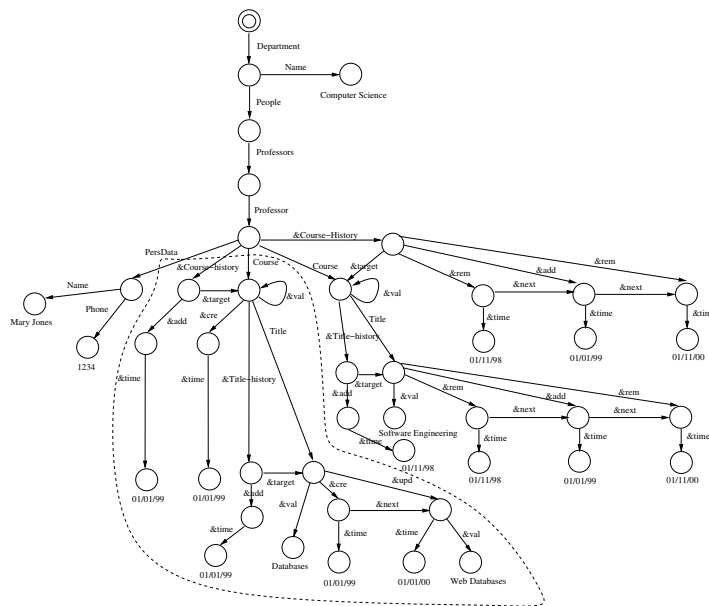 Department
Name
Computer Science
People
Professors
Professor
&Course−History
PersData
&Course−history
Course
Course
&target
&rem
&add
&rem
Name
&target
&val
&val
&next
&next
Phone
&cre
Mary Jones
&add
Title
Title
&time
&time
&time
&Title−history
01/11/98
01/01/99
01/11/00
1234
&time
&time
&Title−history
&target
&add
&rem
&add
&rem
&val
&next
&next
Software Engineering
&time
&time
&time
&time
01/11/98
01/11/98
01/01/99
01/11/00
&target
&cre
&upd
01/01/99
01/01/99
&add
&val
&next
&time
&time
&time
&val
Databases
01/01/99
01/01/99
01/01/00
Web Databases